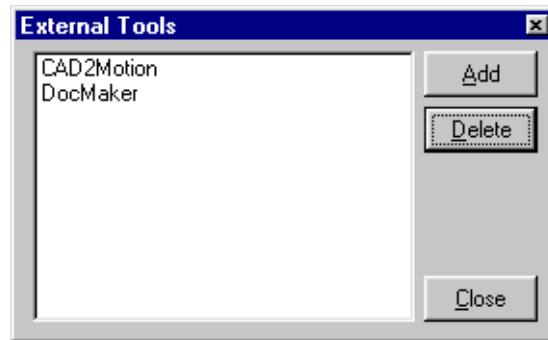 External Tools
CAD2Motion
DocMaker
Add
Delete
Close